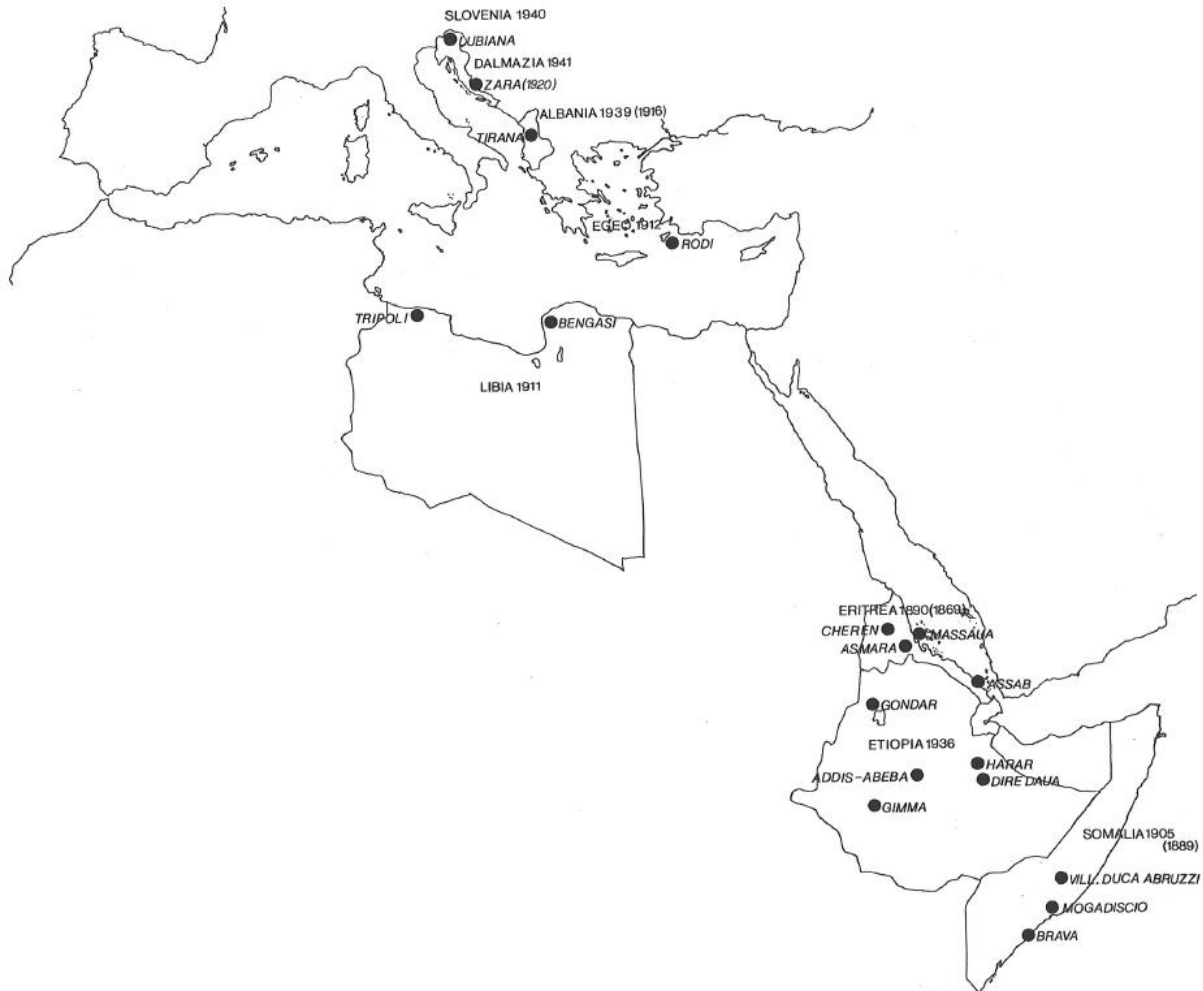 SLOVENIA 1940
LUBIANA
DALMAZIA 1941
ZARA (1920)
ALBANIA 1939 (1916)
TIRANA
EGEO 1912
RODI
TRIPOLI
BENGASI
LIBIA 1911
ERITREA 1890 (1869)
CHEREN
MASSAUA
ASMARA
ASSAB
GONDAR
ETIOPIA 1936
HARAR
ADDIS-ABEBA
DIRE DAUA
GIMMA
SOMALIA 1905
(1889)
VILL. DUCA ABRUZZI
MOGADISCIO
BRAVA